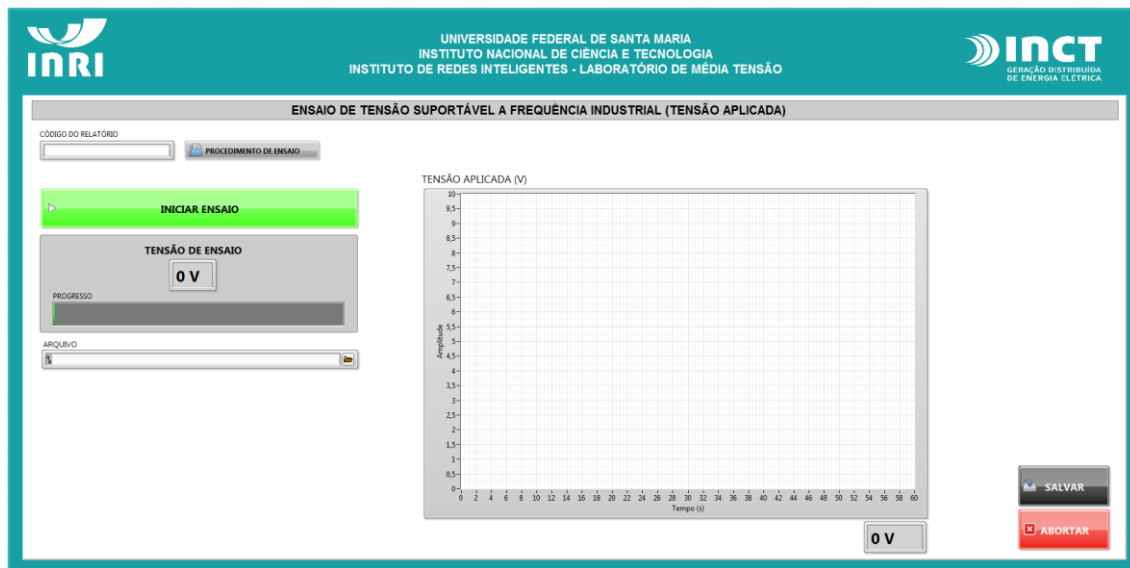 UNIVERSIDADE FEDERAL DE SANTA MARIA
INSTITUTO NACIONAL DE CIÊNCIA E TECNOLOGIA
INSTITUTO DE REDES INTELIGENTES - LABORATÓRIO DE MÉDIA TENSÃO
INRI
INCT
GERAÇÃO DISTRIBUÍDA
DE ENERGIA ELÉTRICA
ENSAIO DE TENSÃO SUPORTÁVEL A FREQUÊNCIA INDUSTRIAL (TENSÃO APLICADA)
CÓDIGO DO RELATÓRIO
PROCEDIMENTO DE ENSAIO
INICIAR ENSAIO
TENSÃO DE ENSAIO
0 V
PROGRESSO
ARQUIVO
TENSÃO APLICADA (V)
10
9,5
9
8,5
8
7,5
7
6,5
6
5,5
5
4,5
4
3,5
3
2,5
2
1,5
1
0,5
0
Amplitude
0 2 4 6 8 10 12 14 16 18 20 22 24 26 28 30 32 34 36 38 40 42 44 46 48 50 52 54 56 58 60
Tempo (s)
0 V
SALVAR
ABORTAR